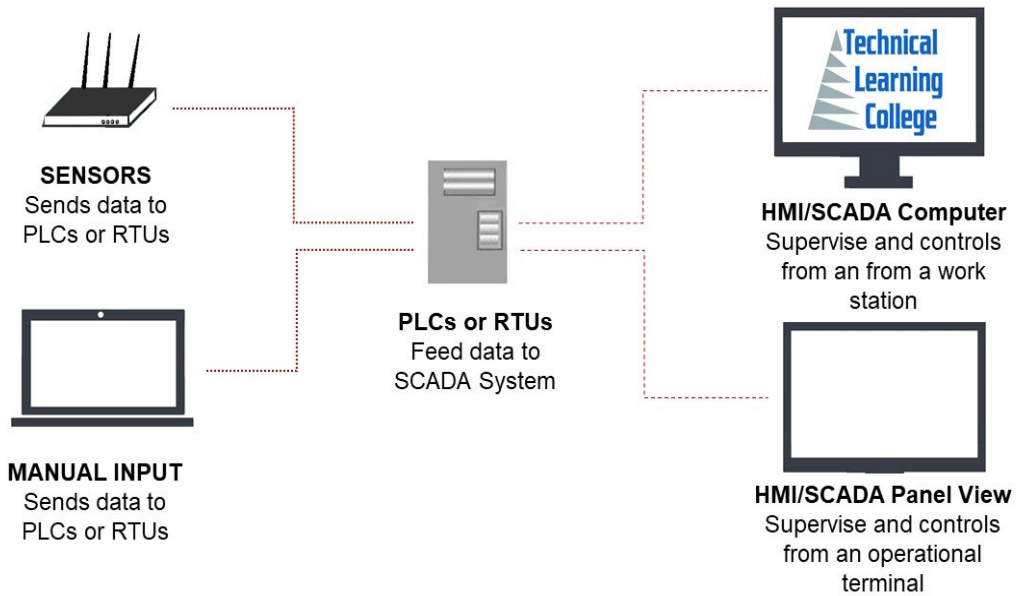 SENSORS
Sends data to
PLCs or RTUs
MANUAL INPUT
Sends data to
PLCs or RTUs
PLCs or RTUs
Feed data to
SCADA System
Technical
Learning
College
HMI/SCADA Computer
Supervise and controls
from an from a work
station
HMI/SCADA Panel View
Supervise and controls
from an operational
terminal